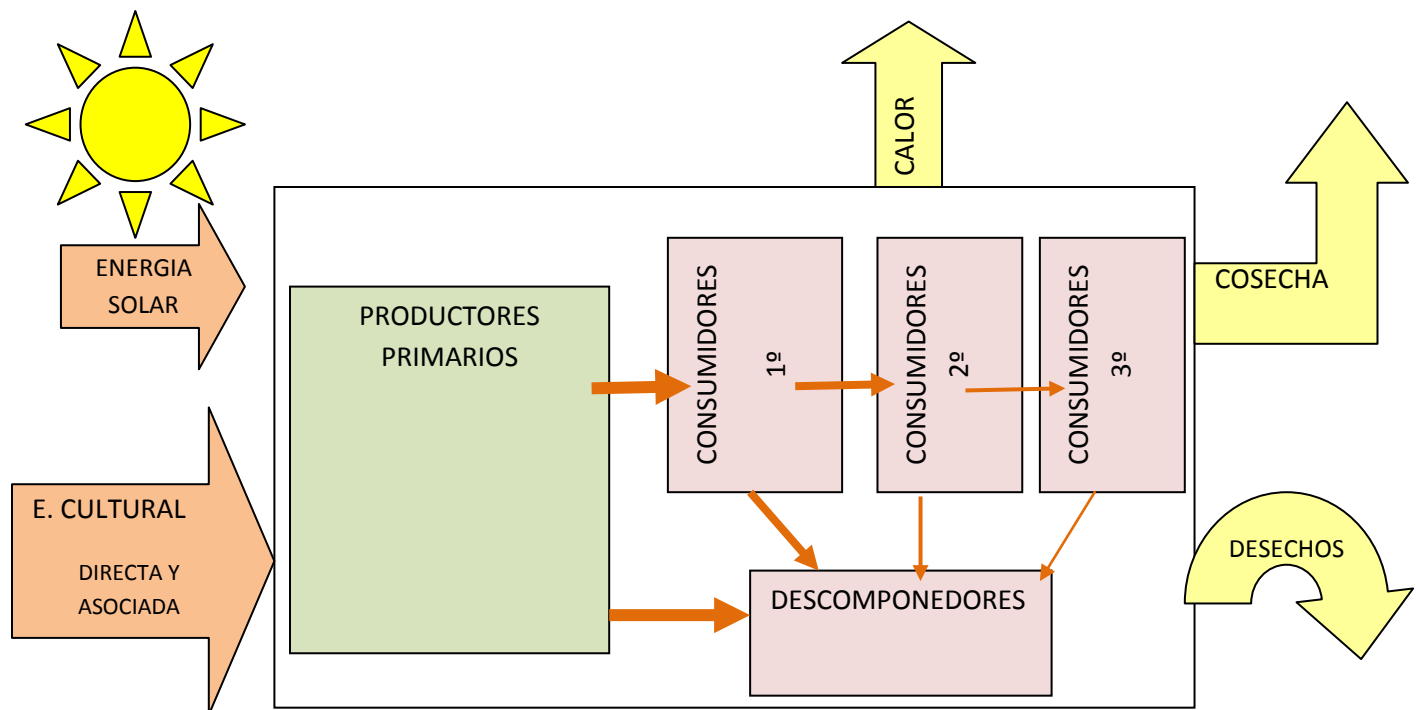 CALOR
ENERGIA
SOLAR
COSECHA
PRODUCTORES
PRIMARIOS
CONSUMIDORES
1º
CONSUMIDORES
2º
CONSUMIDORES
3º
E. CULTURAL
DIRECTA Y
ASOCIADA
DESCOMPONEDORES
DESECHOS